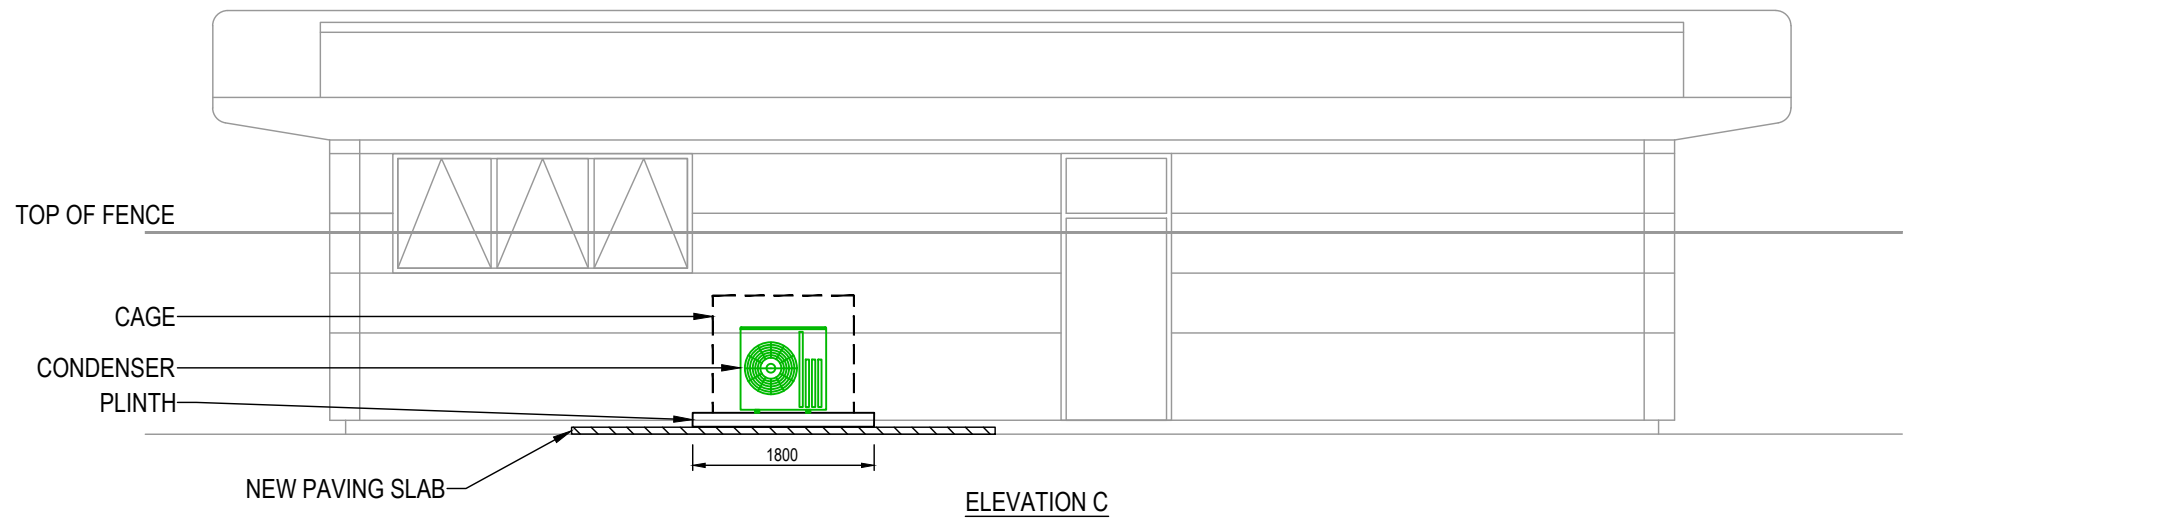 TOP OF FENCE
CAGE
CONDENSER
PLINTH
1800
NEW PAVING SLAB
ELEVATION C